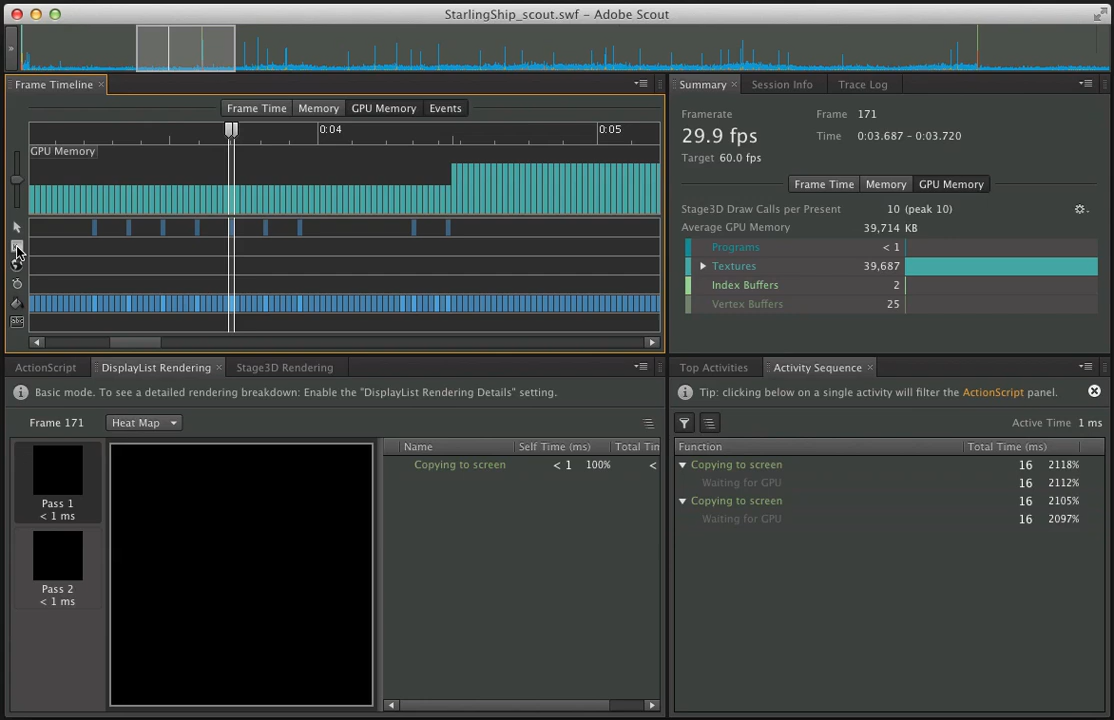 StarlingShip_scout.swf - Adobe Scout
»
Frame Timeline ×
Frame Time Memory GPU Memory Events
0:04 0:05
GPU Memory
abc
Summary × Session Info Trace Log
Framerate Frame 171
29.9 fps Time 0:03.687 - 0:03.720
Target 60.0 fps
Frame Time Memory GPU Memory
Stage3D Draw Calls per Present 10 (peak 10)
Average GPU Memory 39,714 KB
Programs < 1
Textures 39,687
Index Buffers 2
Vertex Buffers 25
ActionScript DisplayList Rendering × Stage3D Rendering
Basic mode. To see a detailed rendering breakdown: Enable the "DisplayList Rendering Details" setting.
Frame 171 Heat Map
Pass 1
< 1 ms
Pass 2
< 1 ms
Name Self Time (ms) Total Tim
Copying to screen < 1 100% <
Top Activities Activity Sequence ×
Tip: clicking below on a single activity will filter the ActionScript panel.
Active Time 1 ms
Function Total Time (ms)
Copying to screen 16 2118%
Waiting for GPU 16 2112%
Copying to screen 16 2105%
Waiting for GPU 16 2097%